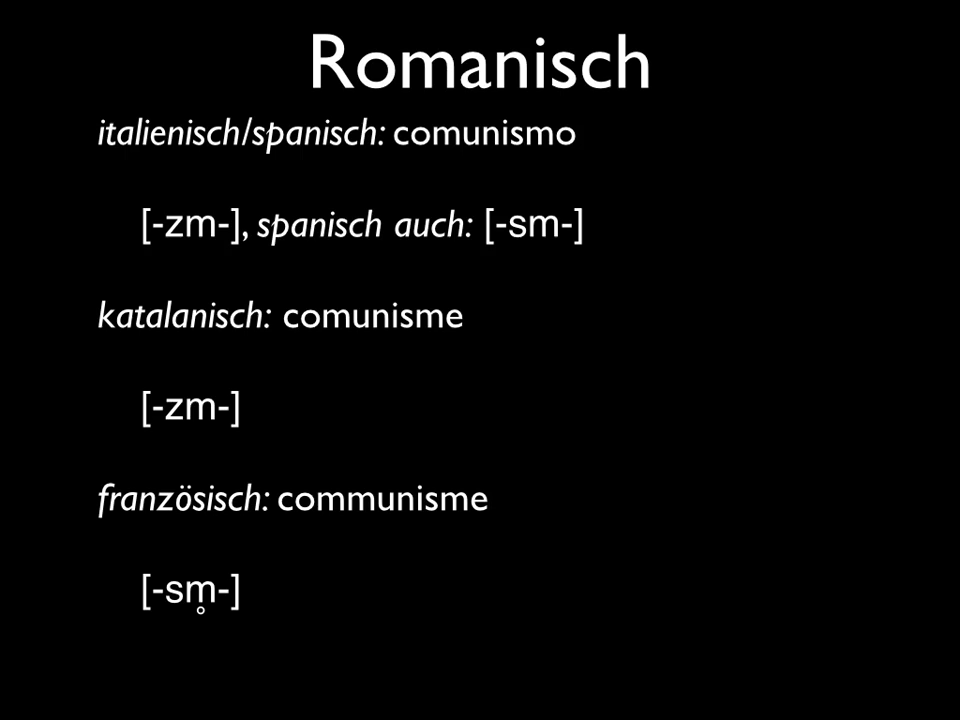 Romanisch
italienisch/spanisch: comunismo
[-zm-], spanisch auch: [-sm-]
katalanisch: comunisme
[-zm-]
französisch: communisme
[-sm̥-]